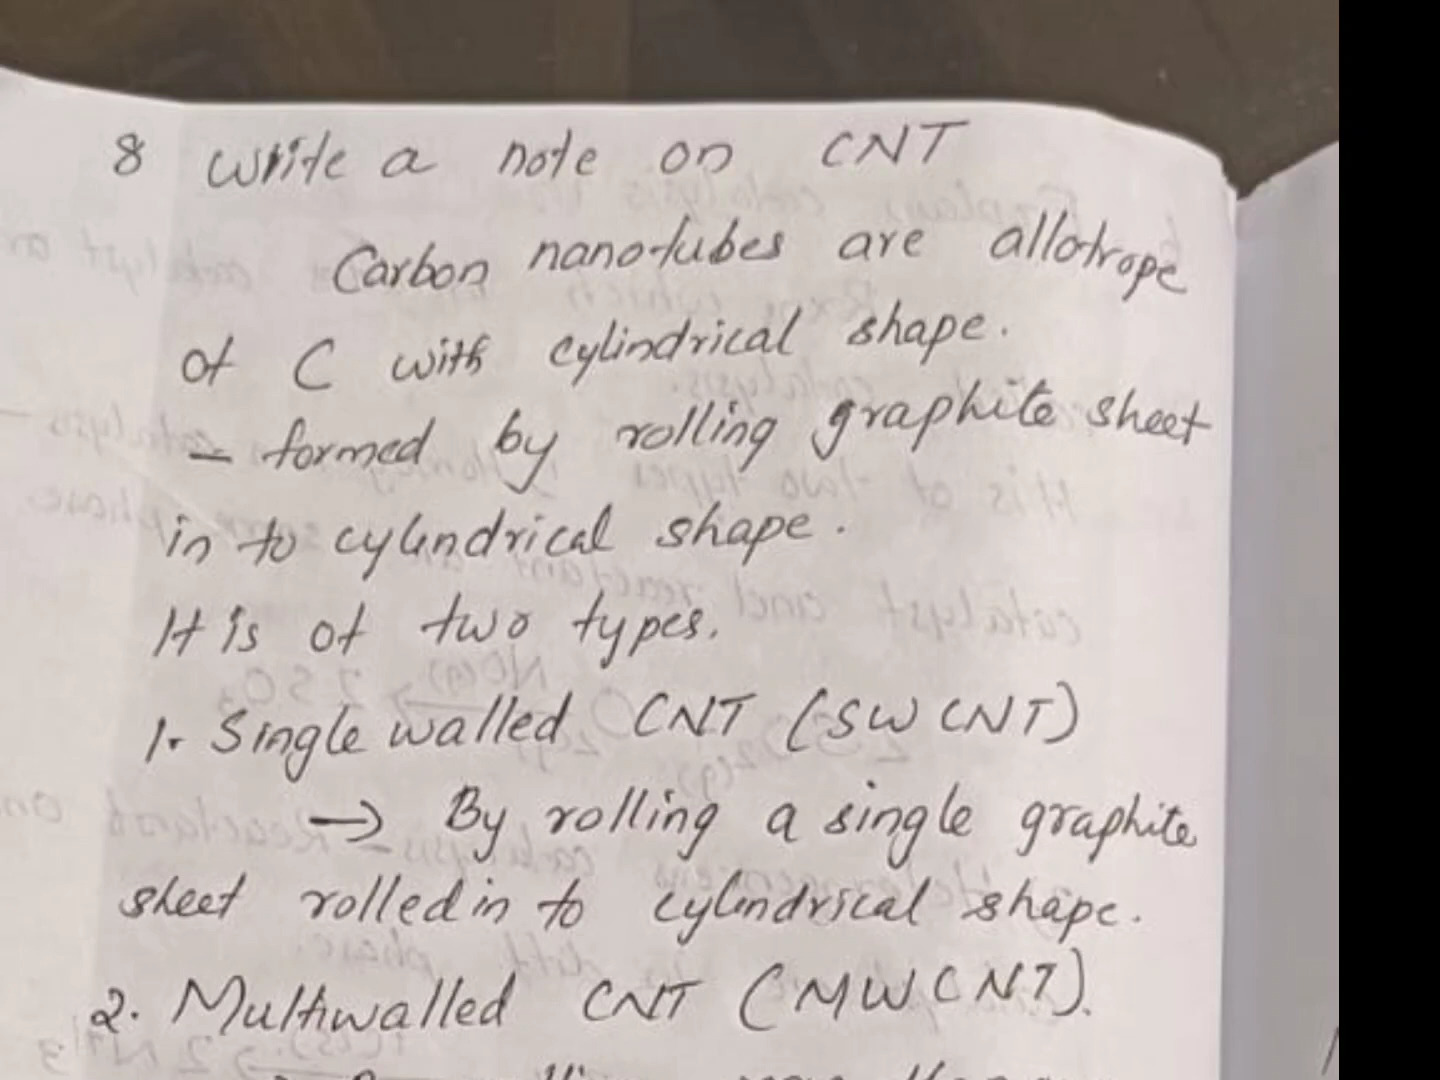 8 Write a note on CNT
Carbon nanotubes are allotrope
of C with cylindrical shape.
- formed by rolling graphite sheet
in to cylindrical shape.
It is of two types.
1. Single walled CNT (SWCNT)
→ By rolling a single graphite
sheet rolled in to cylindrical shape.
2. Multiwalled CNT (MWCNT).